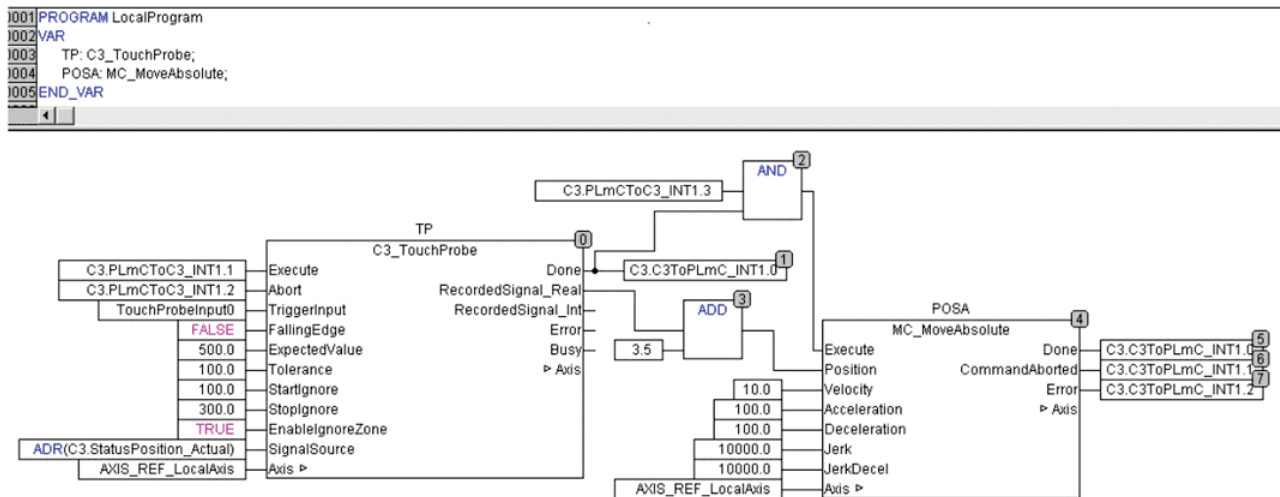 0001 PROGRAM LocalProgram
0002 VAR
0003 TP: C3_TouchProbe;
0004 POSA: MC_MoveAbsolute;
0005 END_VAR
AND 2
C3.PLmCToC3_INT1.3
TP
C3_TouchProbe 0
C3.PLmCToC3_INT1.1 Execute Done C3.C3ToPLmC_INT1.0 1
C3.PLmCToC3_INT1.2 Abort RecordedSignal_Real
TouchProbeInput0 TriggerInput RecordedSignal_Int
FALSE FallingEdge Error
500.0 ExpectedValue Busy
100.0 Tolerance Axis
100.0 StartIgnore
300.0 StopIgnore
TRUE EnableIgnoreZone
ADR(C3.StatusPosition_Actual) SignalSource
AXIS_REF_LocalAxis Axis
ADD 3
3.5
POSA
MC_MoveAbsolute 4
Execute Done C3.C3ToPLmC_INT1.0 5
Position CommandAborted C3.C3ToPLmC_INT1.1 6
10.0 Velocity Error C3.C3ToPLmC_INT1.2 7
100.0 Acceleration Axis
100.0 Deceleration
10000.0 Jerk
10000.0 JerkDecel
AXIS_REF_LocalAxis Axis